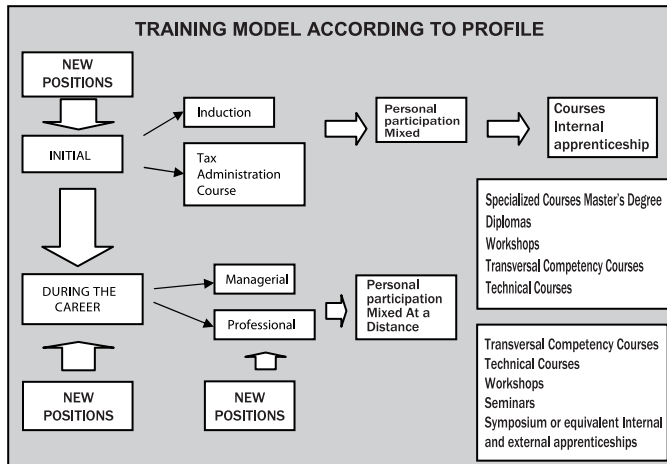 TRAINING MODEL ACCORDING TO PROFILE
NEW
POSITIONS
INITIAL
Induction
Tax
Administration
Course
Personal
participation
Mixed
Courses
Internal
apprenticeship
DURING THE
CAREER
Managerial
Professional
Personal
participation
Mixed At a
Distance
Specialized Courses Master's Degree
Diplomas
Workshops
Transversal Competency Courses
Technical Courses
Transversal Competency Courses
Technical Courses
Workshops
Seminars
Symposium or equivalent Internal
and external apprenticeships
NEW
POSITIONS
NEW
POSITIONS